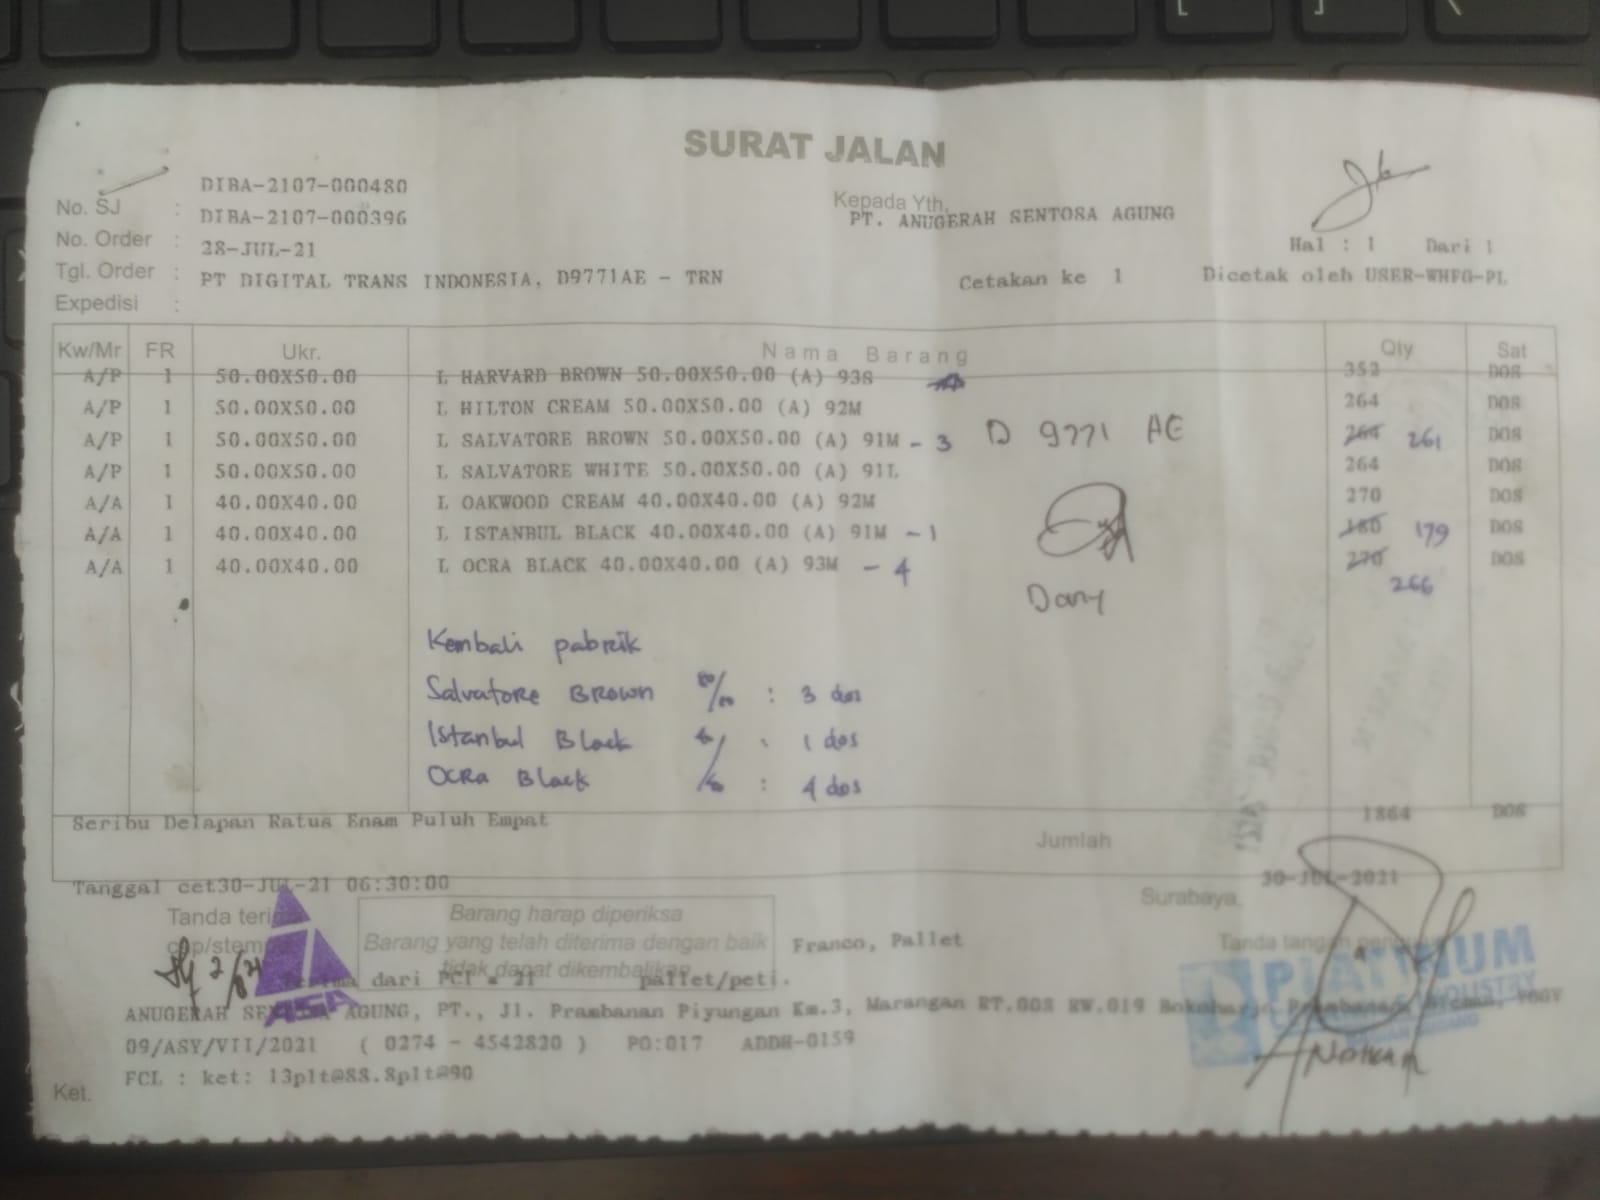 SURAT JALAN
DIBA-2107-000480
No. SJ :
DIBA-2107-000396
Kepada Yth,
PT. ANUGERAH SENTOSA AGUNG
No. Order :
28-JUL-21
Hal : 1 Dari 1
Tgl. Order :
PT DIGITAL TRANS INDONESIA, D9771AE - TRN
Cetakan ke 1
Dicetak oleh USER-WHFG-PL
Expedisi :
Kw/Mr FR Ukr. Nama Barang Qty Sat
A/P 1 50.00X50.00 L HARVARD BROWN 50.00X50.00 (A) 93S 352 DOS
A/P 1 50.00X50.00 L HILTON CREAM 50.00X50.00 (A) 92M 264 DOS
A/P 1 50.00X50.00 L SALVATORE BROWN 50.00X50.00 (A) 91M - 3 D 9771 AE 264 261 DOS
A/P 1 50.00X50.00 L SALVATORE WHITE 50.00X50.00 (A) 91L 264 DOS
A/A 1 40.00X40.00 L OAKWOOD CREAM 40.00X40.00 (A) 92M 270 DOS
A/A 1 40.00X40.00 L ISTANBUL BLACK 40.00X40.00 (A) 91M - 1 180 179 DOS
A/A 1 40.00X40.00 L OCRA BLACK 40.00X40.00 (A) 93M - 4 270 DOS
266
Dany
Kembali pabrik
Salvatore Brown : 3 dos
Istanbul Black : 1 dos
Ocra Black : 4 dos
Seribu Delapan Ratus Enam Puluh Empat 1864 DOS
Jumlah
Tanggal cet30-JUL-21 06:30:00
30-JUL-2021
Surabaya,
Tanda terima
cap/stempel
Barang harap diperiksa
Barang yang telah diterima dengan baik
tidak dapat dikembalikan
Franco, Pallet
Tanda tangan
dari PCI = 21 pallet/peti.
ASA
PLATINUM
INDUSTRY
ANUGERAH SENTOSA AGUNG, PT., Jl. Prambanan Piyungan Km.3, Marangan RT.008 RW.019 Bokoharjo Prambanan, Sleman, YOGY
09/ASY/VII/2021 ( 0274 - 4542820 ) PO:017 ADDH-0159
FCL : ket: 13plt@88.8plt@90
Ket.